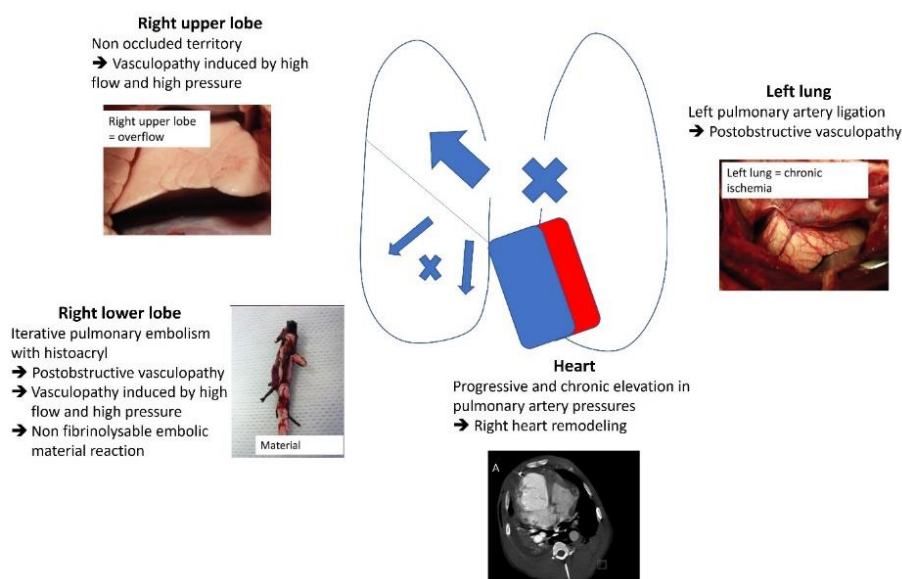 Right upper lobe
Non occluded territory
➔ Vasculopathy induced by high
flow and high pressure
Right upper lobe
= overflow
Left lung
Left pulmonary artery ligation
➔ Postobstructive vasculopathy
Left lung = chronic
ischemia
Right lower lobe
Iterative pulmonary embolism
with histoacryl
➔ Postobstructive vasculopathy
➔ Vasculopathy induced by high
flow and high pressure
➔ Non fibrinolysable embolic
material reaction
Material
Heart
Progressive and chronic elevation in
pulmonary artery pressures
➔ Right heart remodeling
A